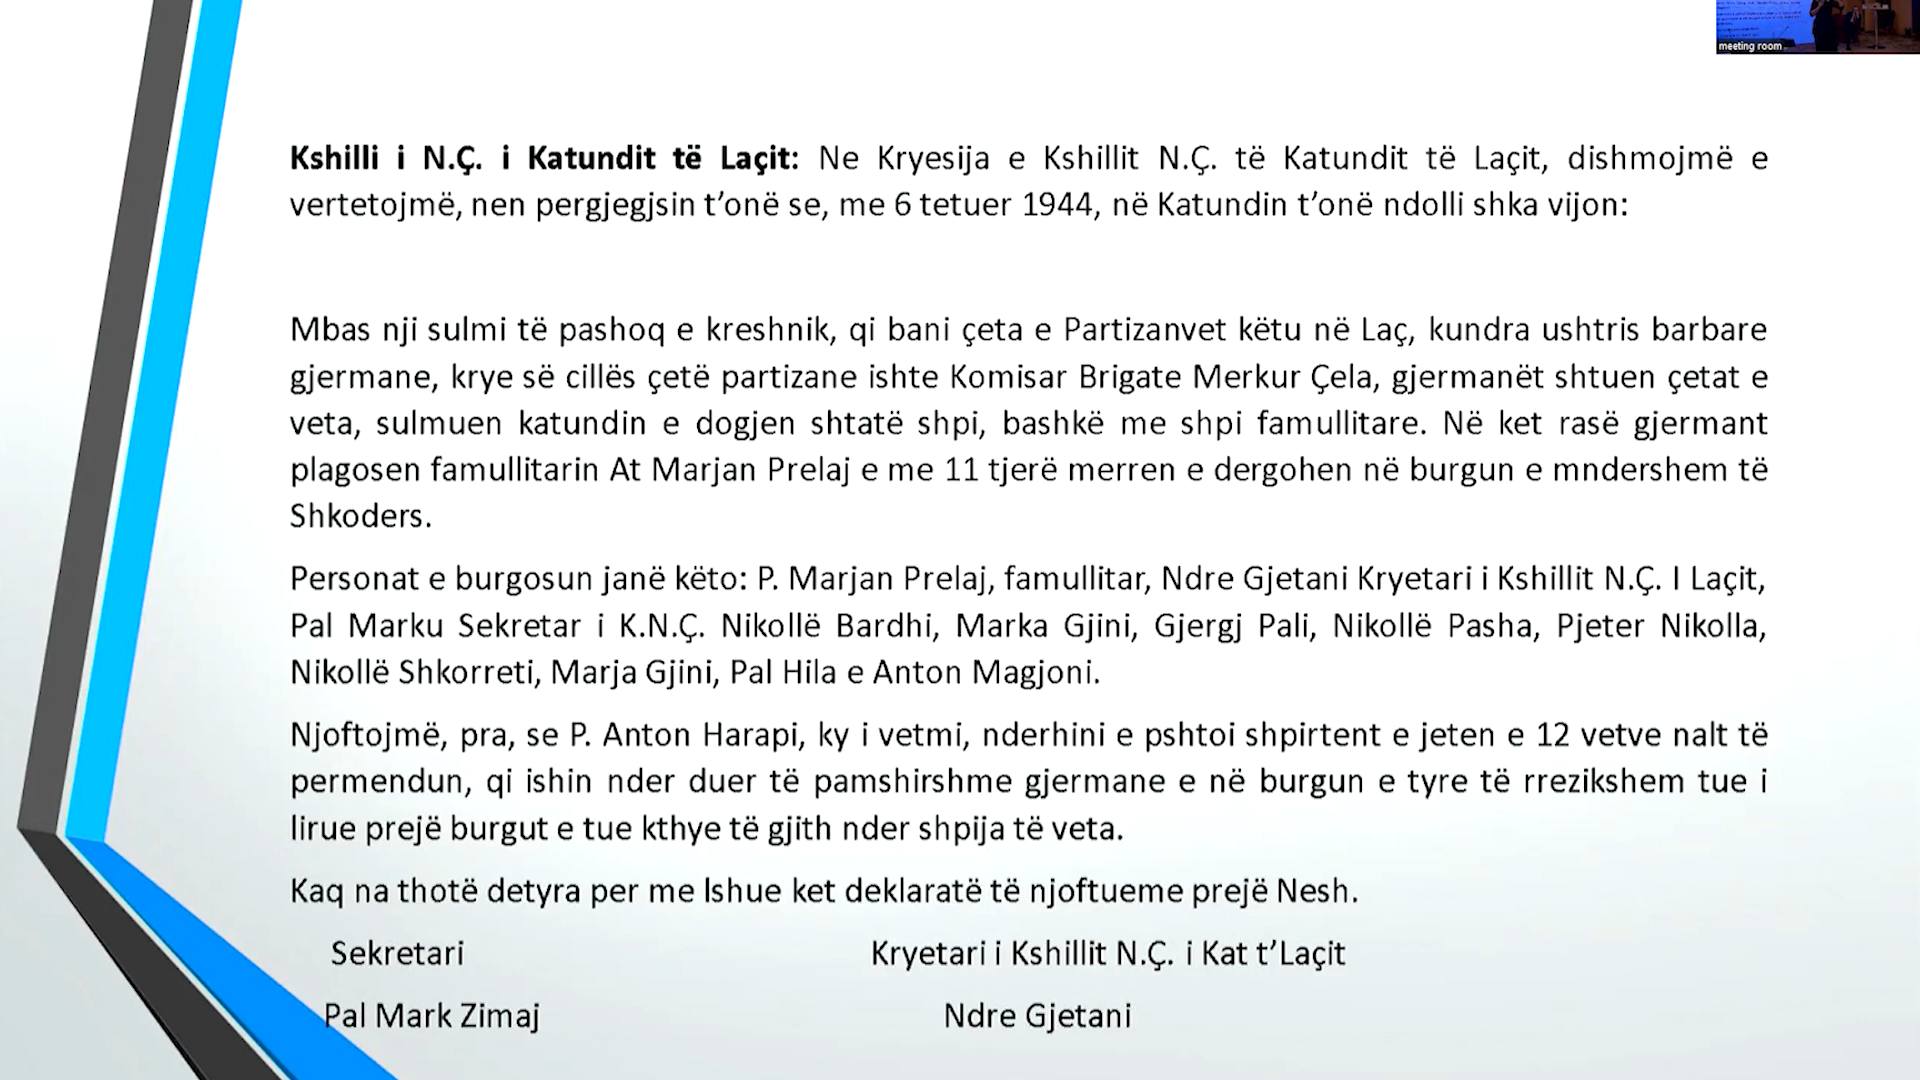 meeting room
Kshilli i N.Ç. i Katundit të Laçit: Ne Kryesija e Kshillit N.Ç. të Katundit të Laçit, dishmojmë e
vertetojmë, nen pergjegjsin t’onë se, me 6 tetuer 1944, në Katundin t’onë ndolli shka vijon:
Mbas nji sulmi të pashoq e kreshnik, qi bani çeta e Partizanvet këtu në Laç, kundra ushtris barbare
gjermane, krye së cillës çetë partizane ishte Komisar Brigate Merkur Çela, gjermanët shtuen çetat e
veta, sulmuen katundin e dogjen shtatë shpi, bashkë me shpi famullitare. Në ket rasë gjermant
plagosen famullitarin At Marjan Prelaj e me 11 tjerë merren e dergohen në burgun e mndershem të
Shkoders.
Personat e burgosun janë këto: P. Marjan Prelaj, famullitar, Ndre Gjetani Kryetari i Kshillit N.Ç. I Laçit,
Pal Marku Sekretar i K.N.Ç. Nikollë Bardhi, Marka Gjini, Gjergj Pali, Nikollë Pasha, Pjeter Nikolla,
Nikollë Shkorreti, Marja Gjini, Pal Hila e Anton Magjoni.
Njoftojmë, pra, se P. Anton Harapi, ky i vetmi, nderhini e pshtoi shpirtent e jeten e 12 vetve nalt të
permendun, qi ishin nder duer të pamshirshme gjermane e në burgun e tyre të rrezikshem tue i
lirue prejë burgut e tue kthye të gjith nder shpija të veta.
Kaq na thotë detyra per me lshue ket deklaratë të njoftueme prejë Nesh.
Sekretari Kryetari i Kshillit N.Ç. i Kat t’Laçit
Pal Mark Zimaj Ndre Gjetani